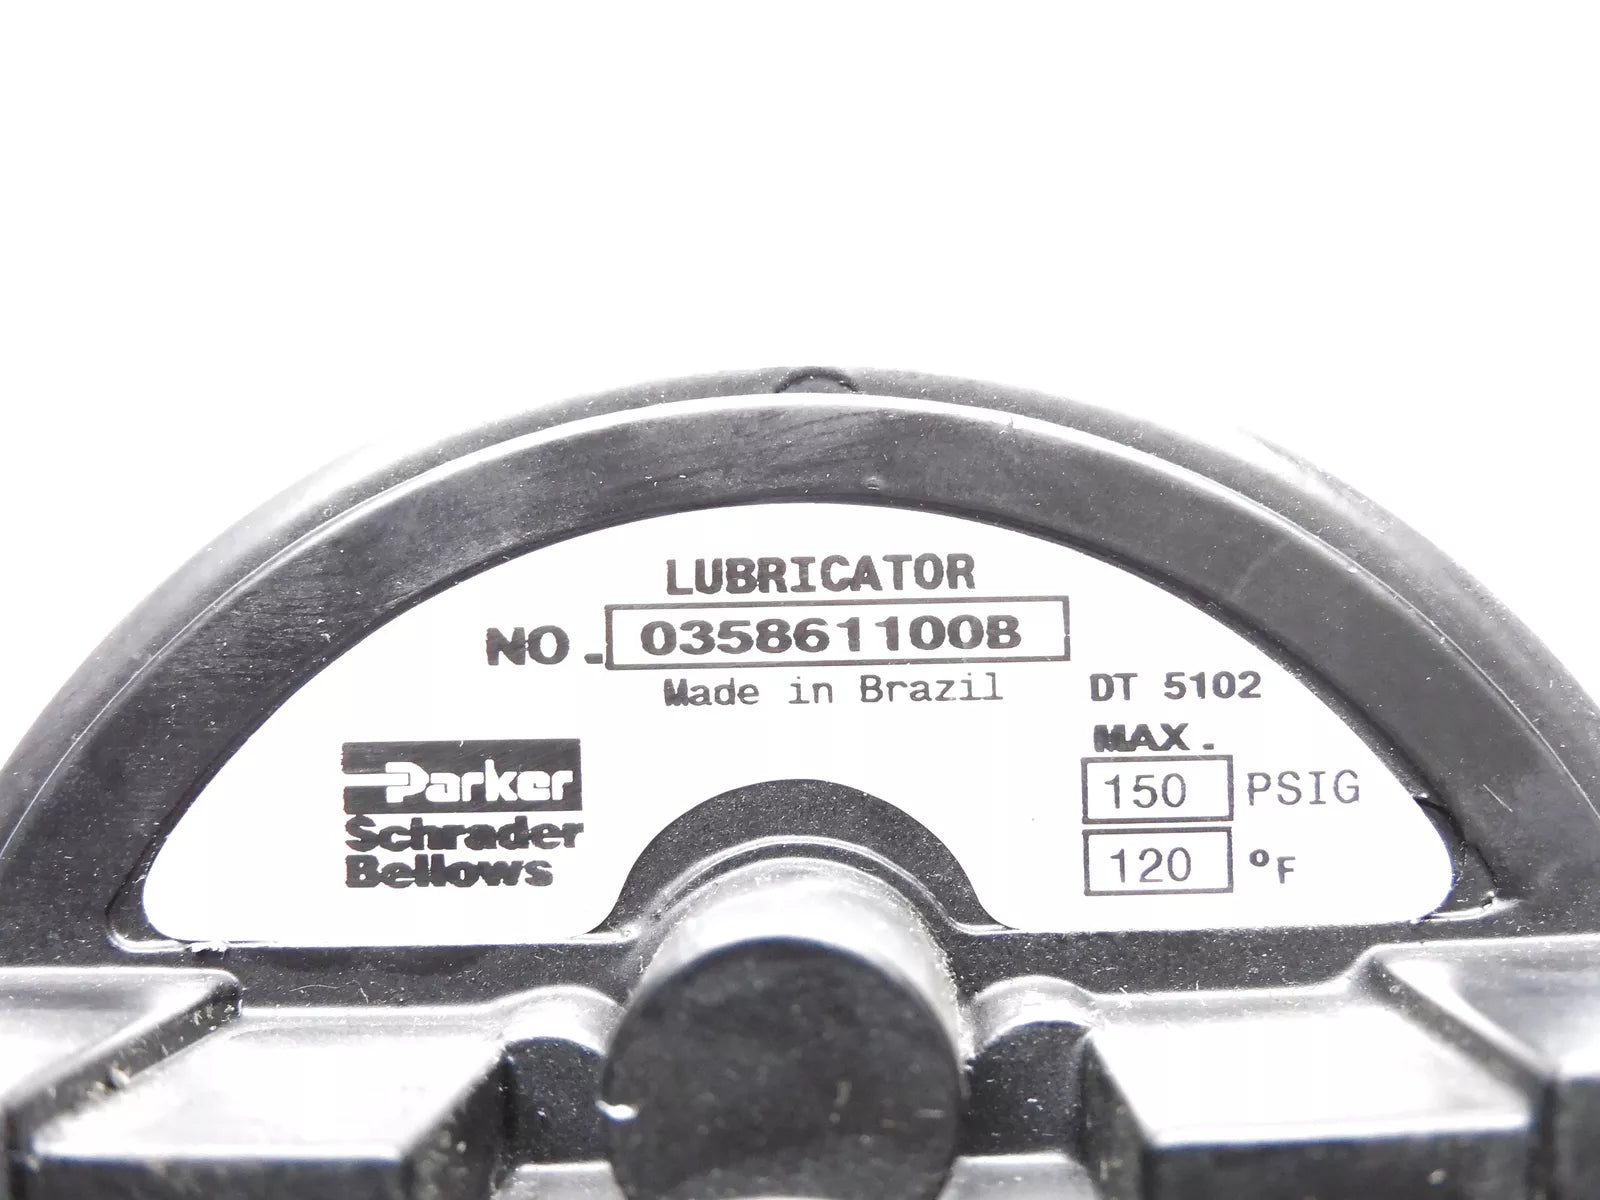 LUBRICATOR
NO. 035861100B
Made in Brazil
DT 5102
MAX.
150 PSIG
120 °F
Parker
Schrader
Bellows